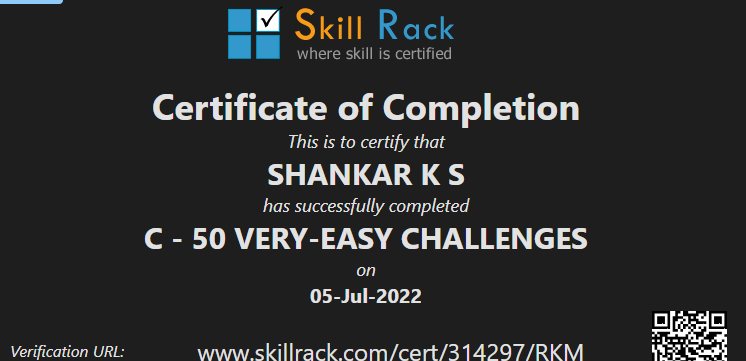 Skill Rack
where skill is certified
Certificate of Completion
This is to certify that
SHANKAR K S
has successfully completed
C - 50 VERY-EASY CHALLENGES
on
05-Jul-2022
Verification URL: www.skillrack.com/cert/314297/RKM